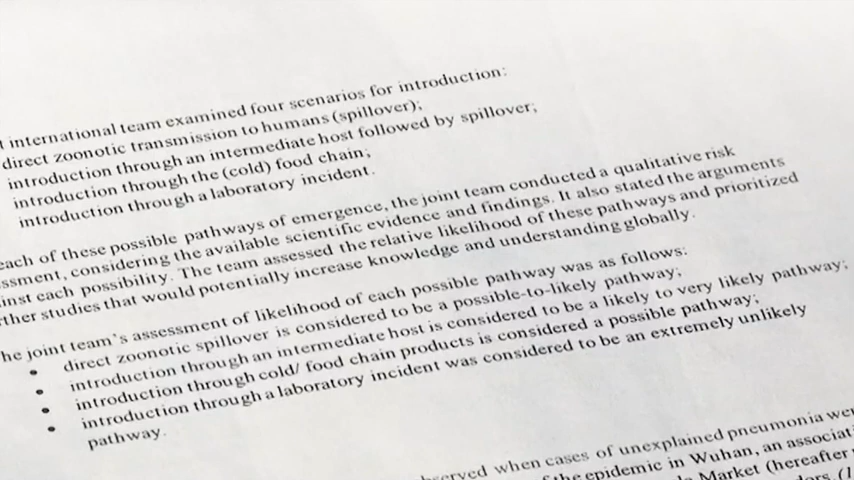 international team examined four scenarios for introduction:
direct zoonotic transmission to humans (spillover);
introduction through an intermediate host followed by spillover;
introduction through the (cold) food chain;
introduction through a laboratory incident.
each of these possible pathways of emergence, the joint team conducted a qualitative risk
ssment, considering the available scientific evidence and findings. It also stated the arguments
inst each possibility. The team assessed the relative likelihood of these pathways and prioritized
rther studies that would potentially increase knowledge and understanding globally.
he joint team's assessment of likelihood of each possible pathway was as follows:
• direct zoonotic spillover is considered to be a possible-to-likely pathway;
• introduction through an intermediate host is considered to be a likely to very likely pathway;
• introduction through cold/ food chain products is considered a possible pathway;
• introduction through a laboratory incident was considered to be an extremely unlikely
pathway.
bserved when cases of unexplained pneumonia wer
the epidemic in Wuhan, an associati
Market (hereafter